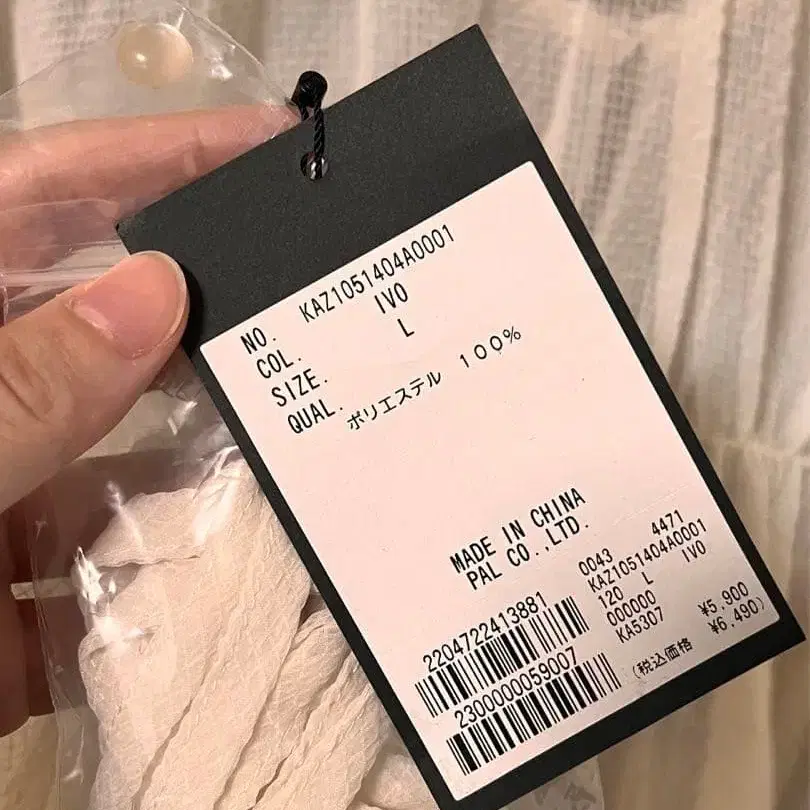 NO. KAZ1051404A0001
COL. IVO
SIZE. L
QUAL. ポリエステル 100%
MADE IN CHINA
PAL CO.,LTD.
0043 4471
KAZ1051404A0001
120 L IVO
000000
KA5307 ¥5,900
(税込価格 ¥6,490)
2204722413881
2300000059007